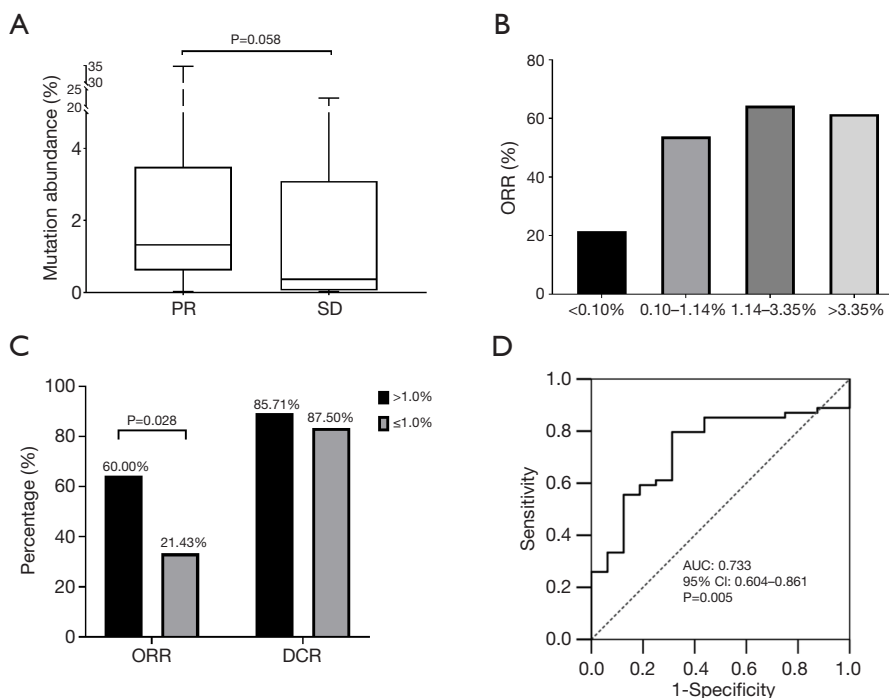 A
P=0.058
Mutation abundance (%)
35
30
25
20
4
2
0
PR
SD
B
ORR (%)
80
60
40
20
0
<0.10%
0.10–1.14%
1.14–3.35%
>3.35%
C
Percentage (%)
100
80
60
40
20
0
P=0.028
60.00%
21.43%
85.71%
87.50%
>1.0%
≤1.0%
ORR
DCR
D
Sensitivity
1.0
0.8
0.6
0.4
0.2
0.0
AUC: 0.733
95% CI: 0.604–0.861
P=0.005
0.0
0.2
0.4
0.6
0.8
1.0
1-Specificity